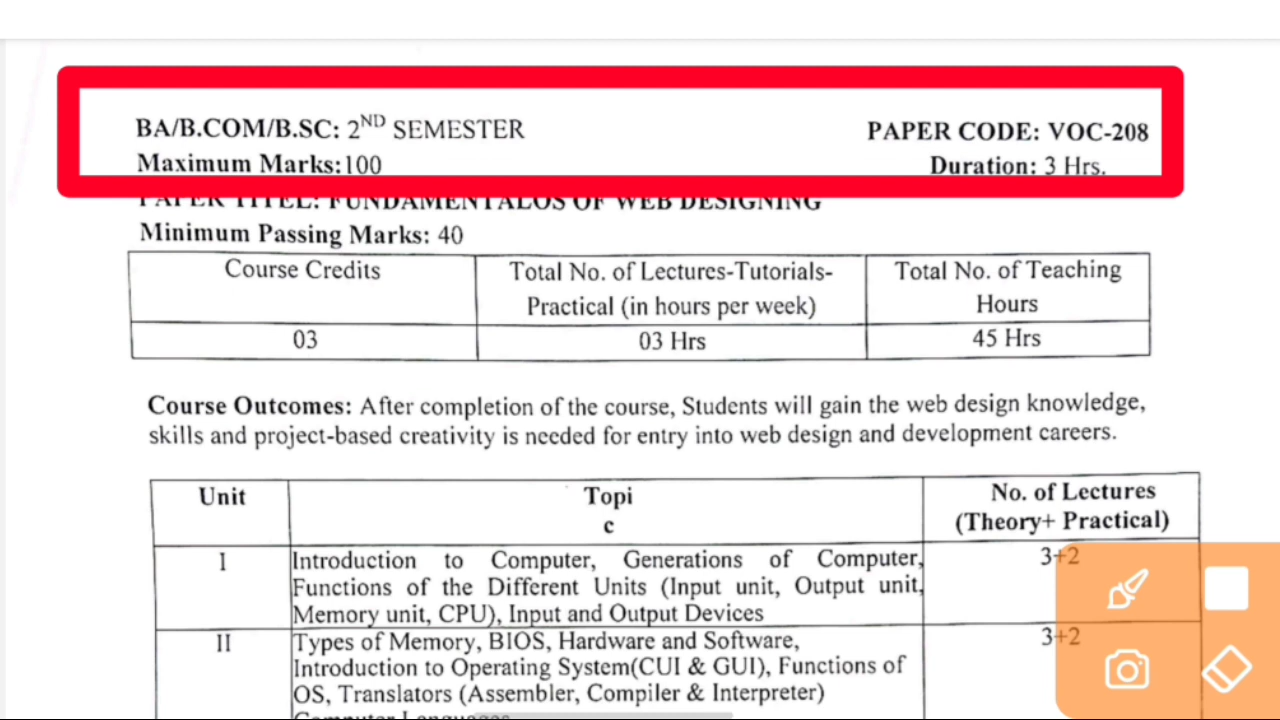 BA/B.COM/B.SC: 2ND SEMESTER PAPER CODE: VOC-208
Maximum Marks:100 Duration: 3 Hrs.
PAPER TITEL: FUNDAMENTALOS OF WEB DESIGNING
Minimum Passing Marks: 40
Course Credits
Total No. of Lectures-Tutorials-
Practical (in hours per week)
Total No. of Teaching
Hours
03
03 Hrs
45 Hrs
Course Outcomes: After completion of the course, Students will gain the web design knowledge,
skills and project-based creativity is needed for entry into web design and development careers.
Unit
Topi
c
No. of Lectures
(Theory+ Practical)
I
Introduction to Computer, Generations of Computer,
Functions of the Different Units (Input unit, Output unit,
Memory unit, CPU), Input and Output Devices
3+2
II
Types of Memory, BIOS, Hardware and Software,
Introduction to Operating System(CUI & GUI), Functions of
OS, Translators (Assembler, Compiler & Interpreter)
Computer Languages
3+2